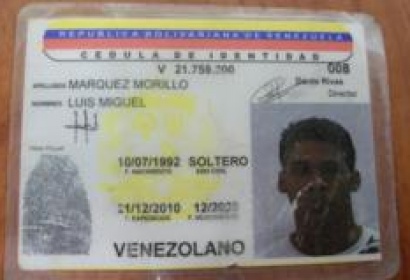 REPUBLICA BOLIVARIANA DE VENEZUELA
CEDULA DE IDENTIDAD
V 21.759.200 008
APELLIDOS MARQUEZ MORILLO
Dante Rivas
Director
NOMBRES LUIS MIGUEL
10/07/1992 SOLTERO
F. NACIMIENTO EDO CIVIL
21/12/2010 12/2020
F. EXPEDICION F. VENCIMIENTO
VENEZOLANO